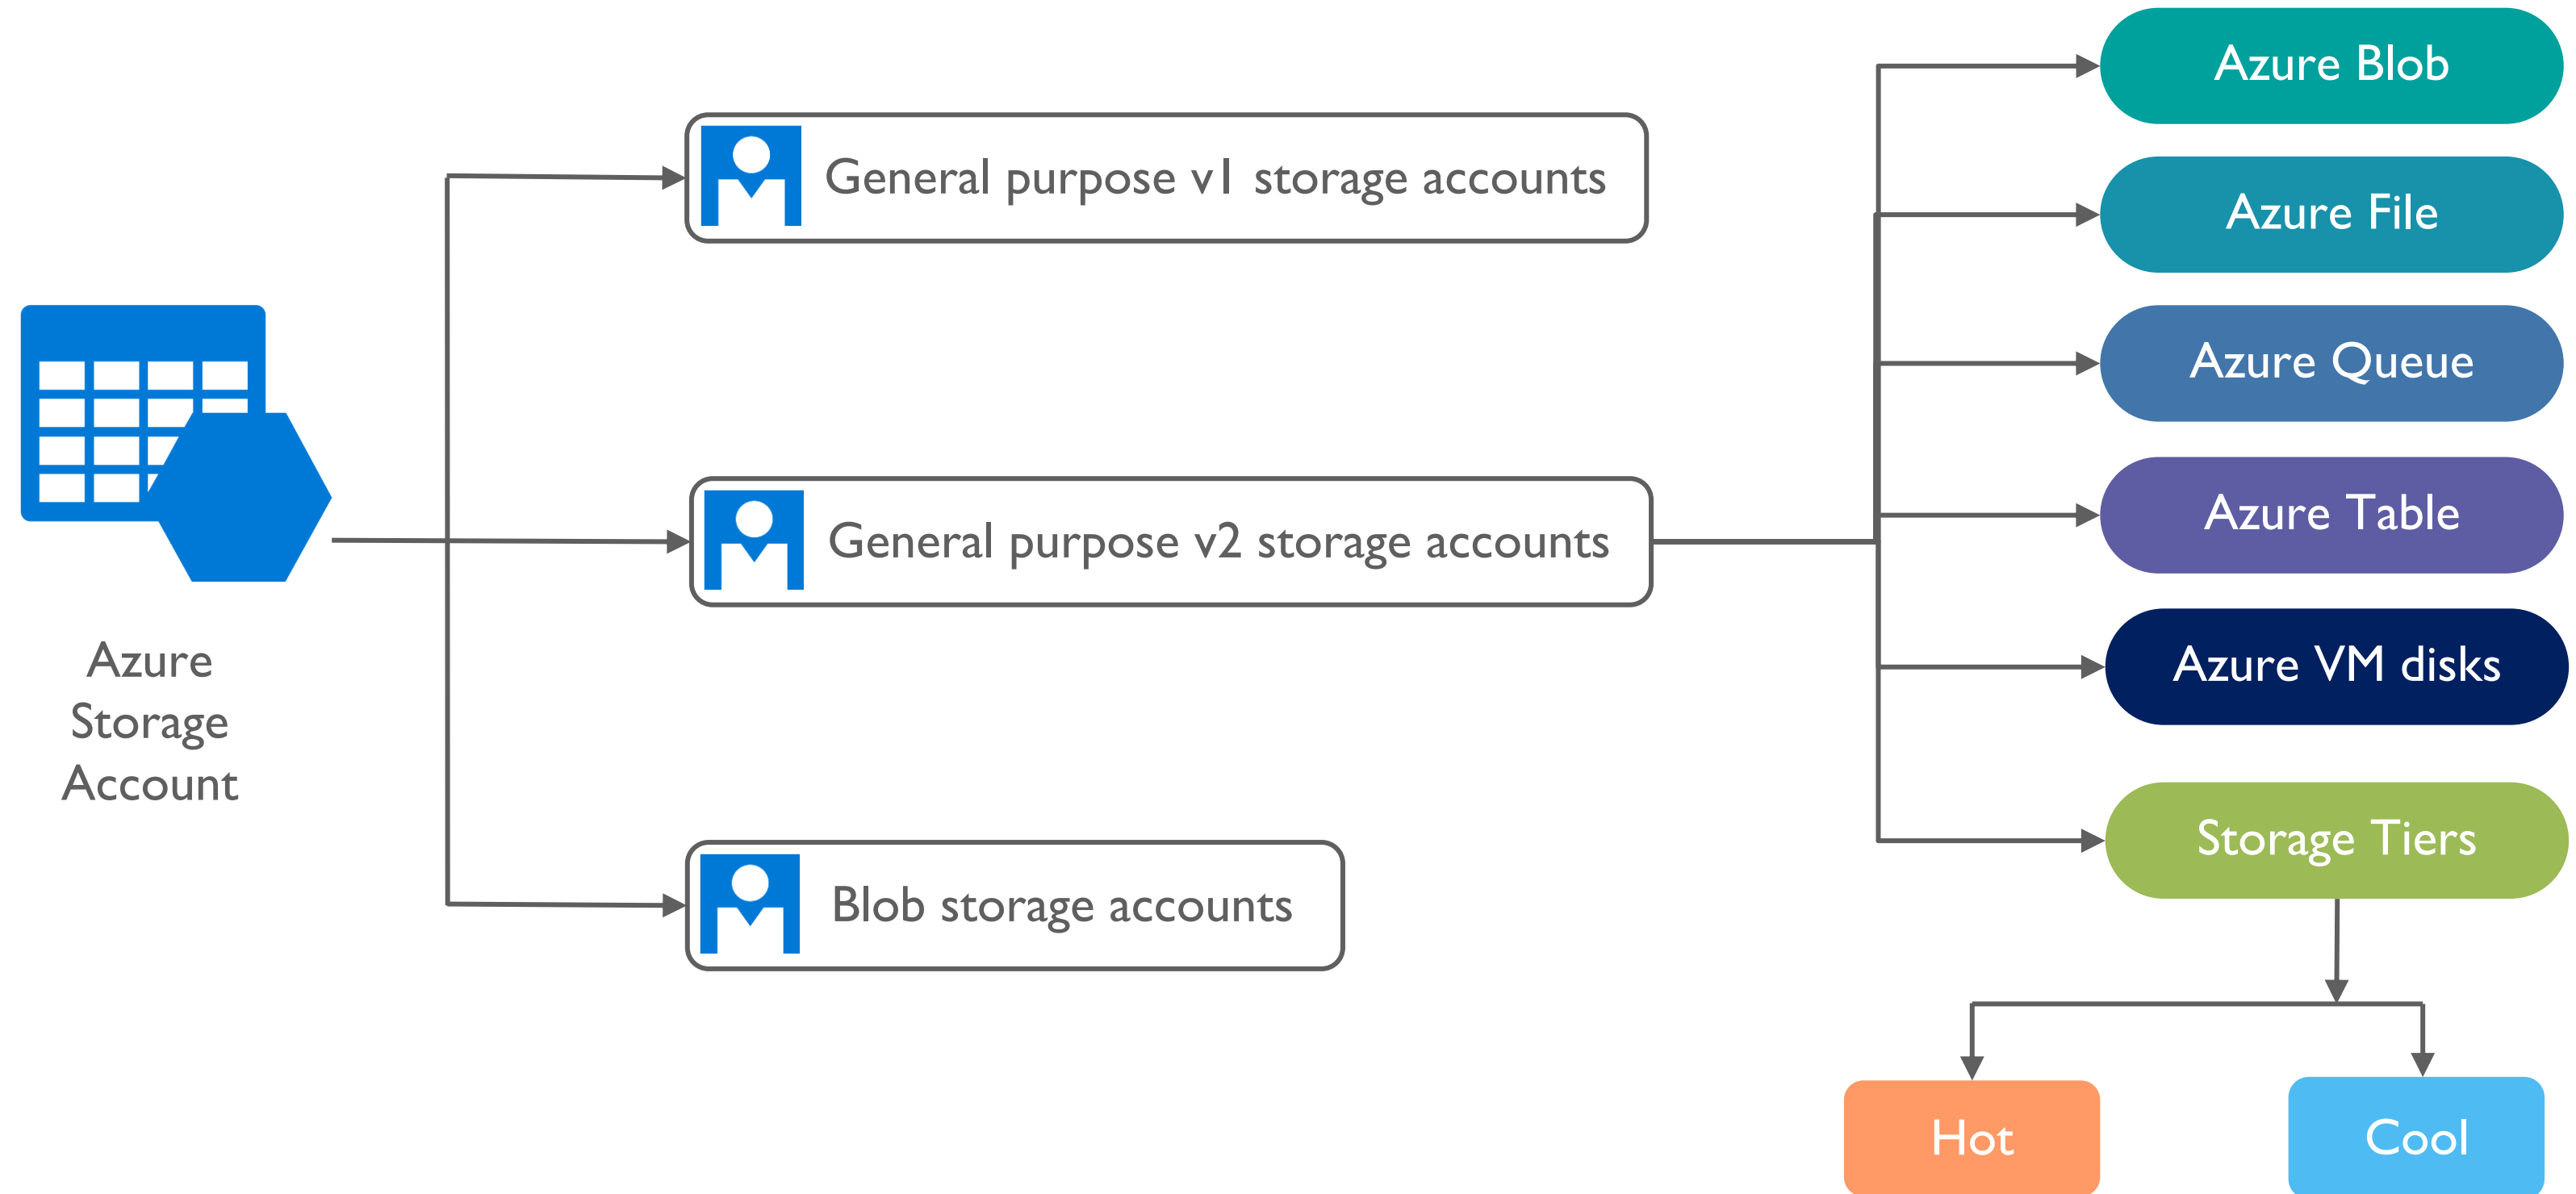 Azure
Storage
Account
General purpose v1 storage accounts
General purpose v2 storage accounts
Blob storage accounts
Azure Blob
Azure File
Azure Queue
Azure Table
Azure VM disks
Storage Tiers
Hot
Cool